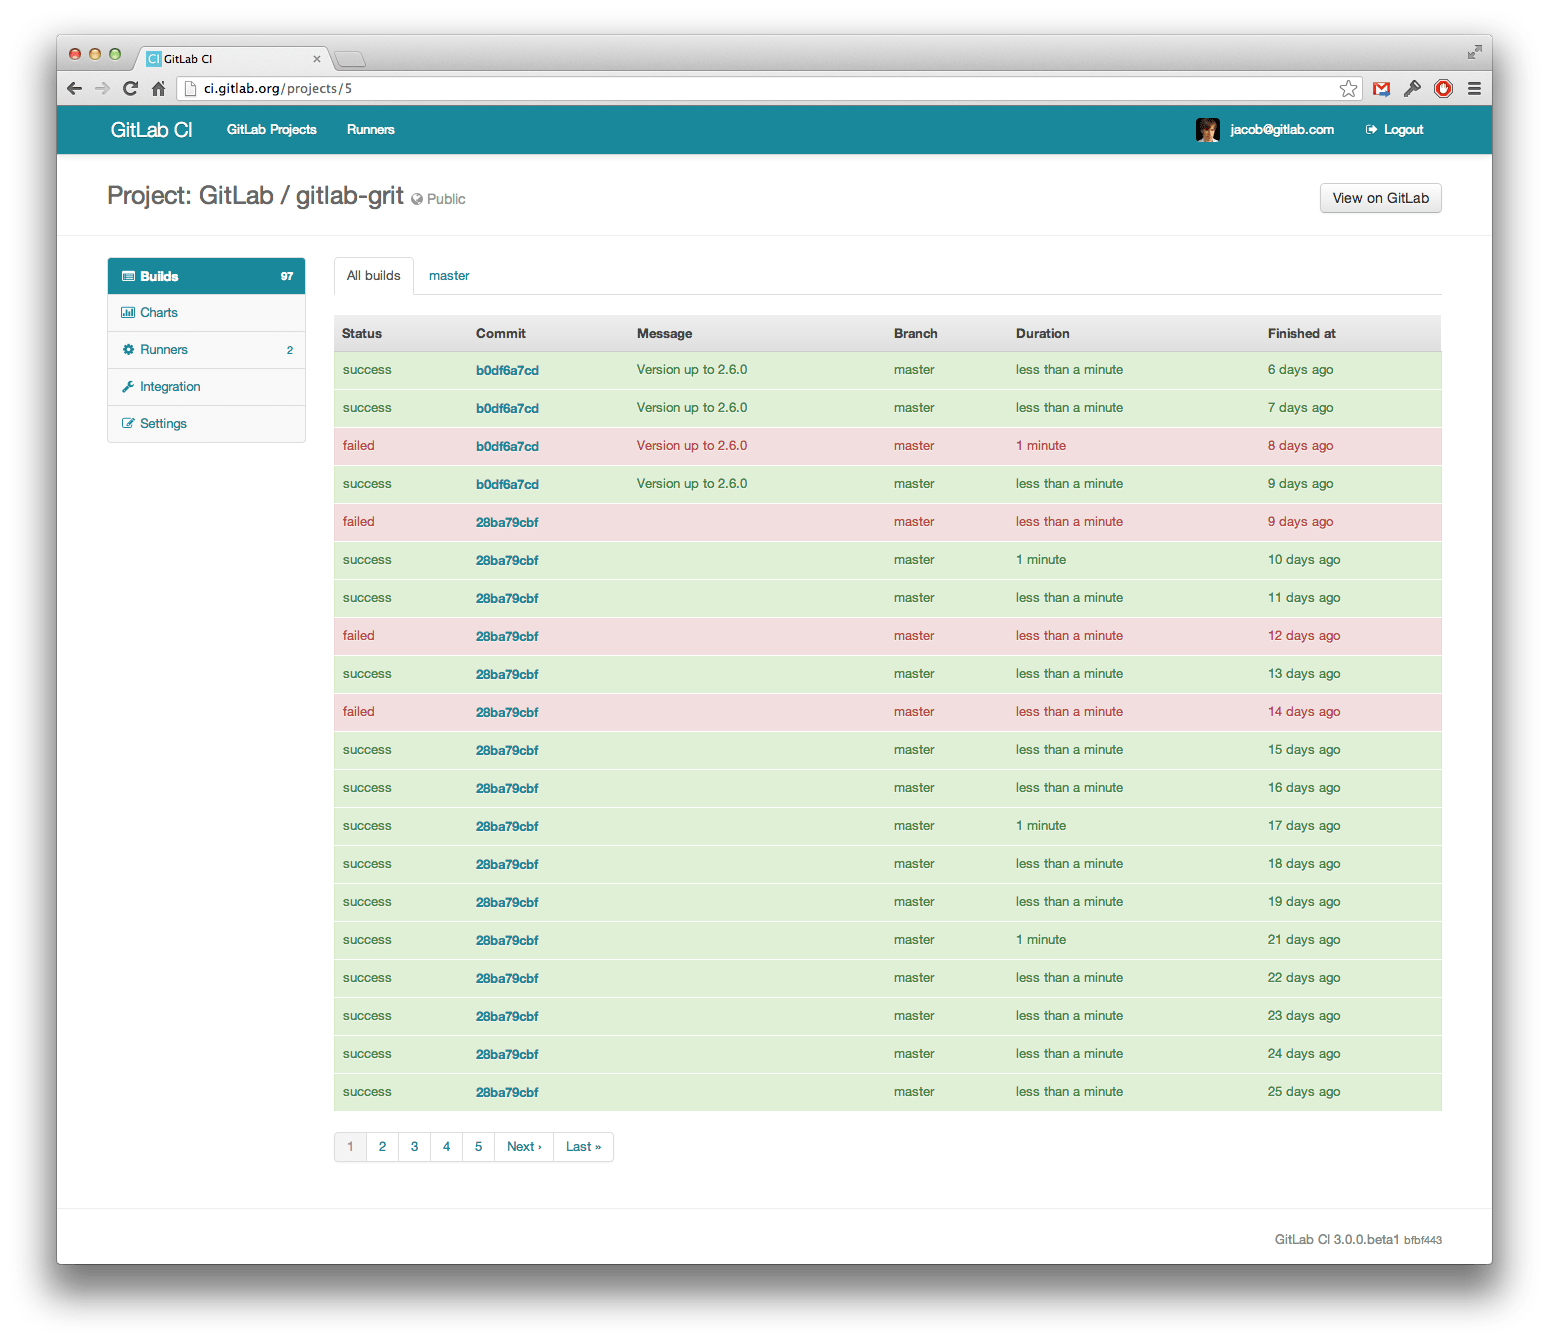 GitLab CI
ci.gitlab.org/projects/5
GitLab CI GitLab Projects Runners jacob@gitlab.com Logout
Project: GitLab / gitlab-grit Public View on GitLab
Builds 97
Charts
Runners 2
Integration
Settings
All builds master
Status Commit Message Branch Duration Finished at
success b0df6a7cd Version up to 2.6.0 master less than a minute 6 days ago
success b0df6a7cd Version up to 2.6.0 master less than a minute 7 days ago
failed b0df6a7cd Version up to 2.6.0 master 1 minute 8 days ago
success b0df6a7cd Version up to 2.6.0 master less than a minute 9 days ago
failed 28ba79cbf master less than a minute 9 days ago
success 28ba79cbf master 1 minute 10 days ago
success 28ba79cbf master less than a minute 11 days ago
failed 28ba79cbf master less than a minute 12 days ago
success 28ba79cbf master less than a minute 13 days ago
failed 28ba79cbf master less than a minute 14 days ago
success 28ba79cbf master less than a minute 15 days ago
success 28ba79cbf master less than a minute 16 days ago
success 28ba79cbf master 1 minute 17 days ago
success 28ba79cbf master less than a minute 18 days ago
success 28ba79cbf master less than a minute 19 days ago
success 28ba79cbf master 1 minute 21 days ago
success 28ba79cbf master less than a minute 22 days ago
success 28ba79cbf master less than a minute 23 days ago
success 28ba79cbf master less than a minute 24 days ago
success 28ba79cbf master less than a minute 25 days ago
1 2 3 4 5 Next › Last »
GitLab CI 3.0.0.beta1 bfbf443